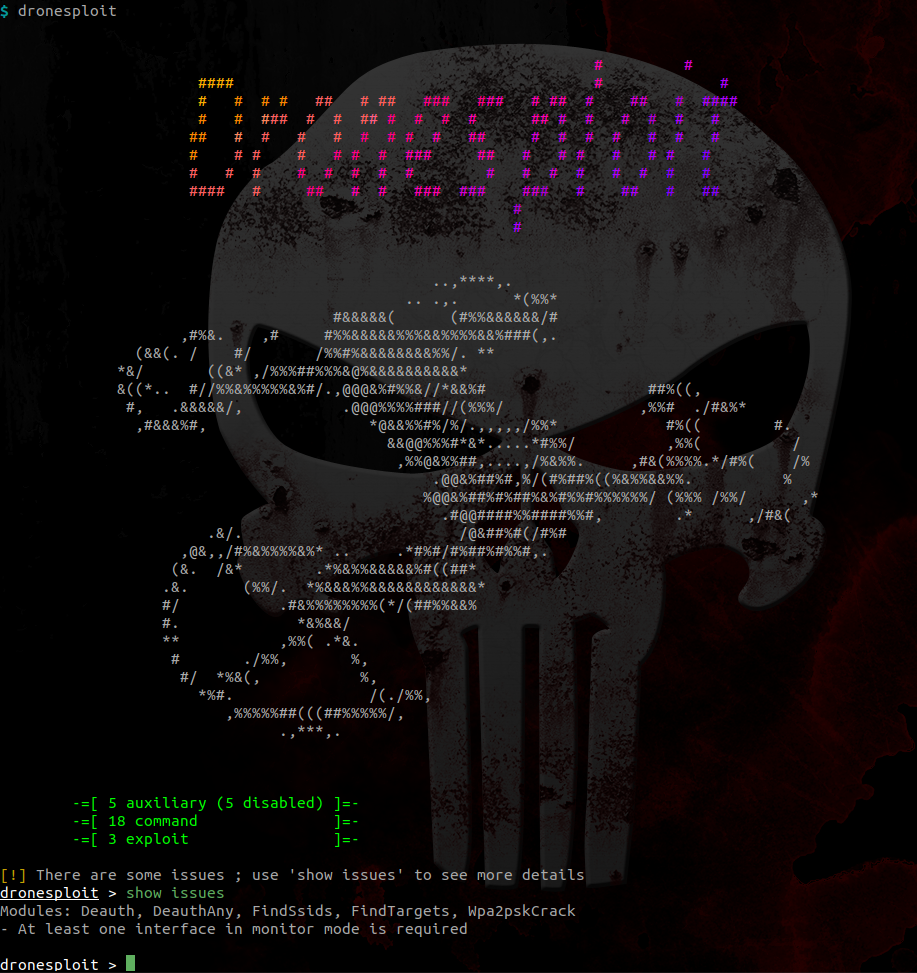 $ dronesploit
DRONESPLOIT
-=[ 5 auxiliary (5 disabled) ]=-
-=[ 18 command ]=-
-=[ 3 exploit ]=-
[!] There are some issues ; use 'show issues' to see more details
dronesploit > show issues
Modules: Deauth, DeauthAny, FindSsids, FindTargets, Wpa2pskCrack
- At least one interface in monitor mode is required
dronesploit >